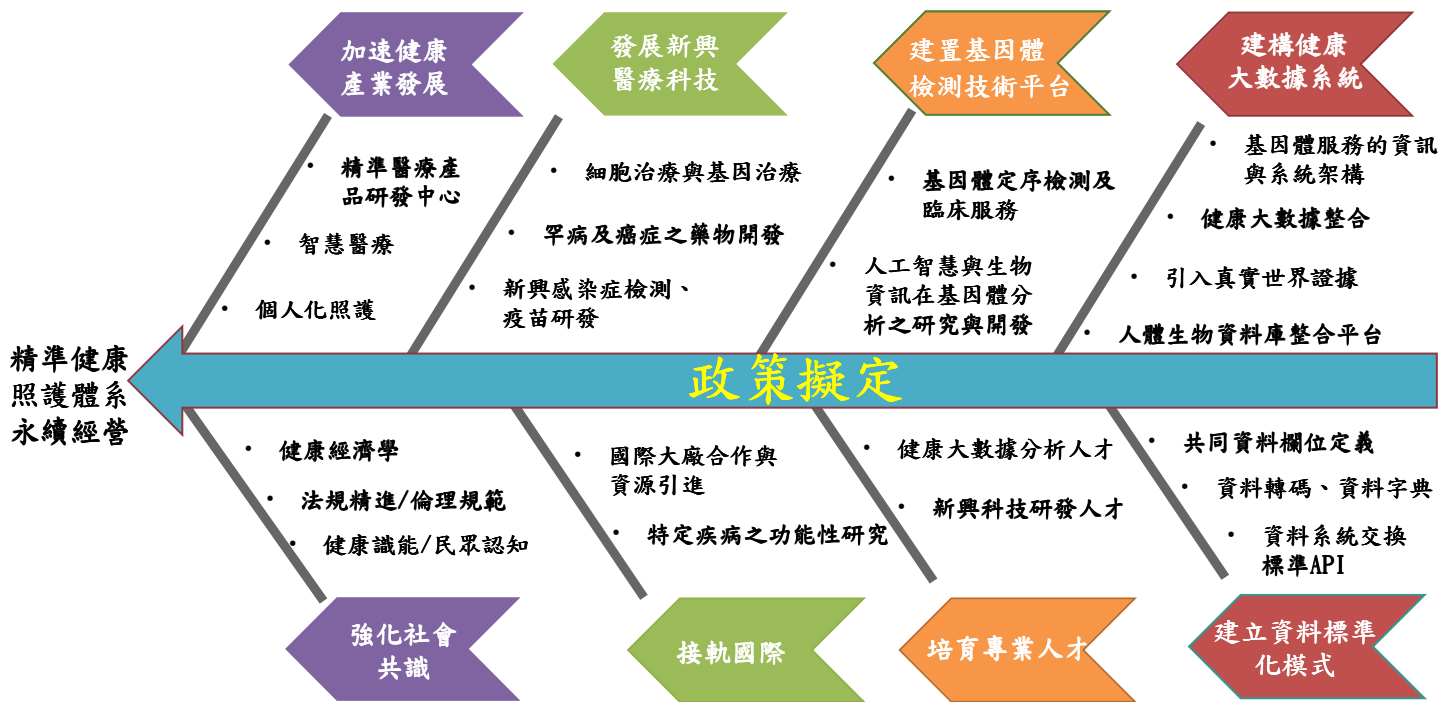 加速健康
產業發展
• 精準醫療產
品研發中心
• 智慧醫療
• 個人化照護
發展新興
醫療科技
• 細胞治療與基因治療
• 罕病及癌症之藥物開發
• 新興感染症檢測、
疫苗研發
建置基因體
檢測技術平台
• 基因體定序檢測及
臨床服務
• 人工智慧與生物
資訊在基因體分
析之研究與開發
建構健康
大數據系統
• 基因體服務的資訊
與系統架構
• 健康大數據整合
• 引入真實世界證據
• 人體生物資料庫整合平台
精準健康
照護體系
永續經營
政策擬定
• 健康經濟學
• 法規精進/倫理規範
• 健康識能/民眾認知
強化社會
共識
• 國際大廠合作與
資源引進
• 特定疾病之功能性研究
接軌國際
• 健康大數據分析人才
• 新興科技研發人才
培育專業人才
• 共同資料欄位定義
• 資料轉碼、資料字典
• 資料系統交換
標準API
建立資料標準
化模式